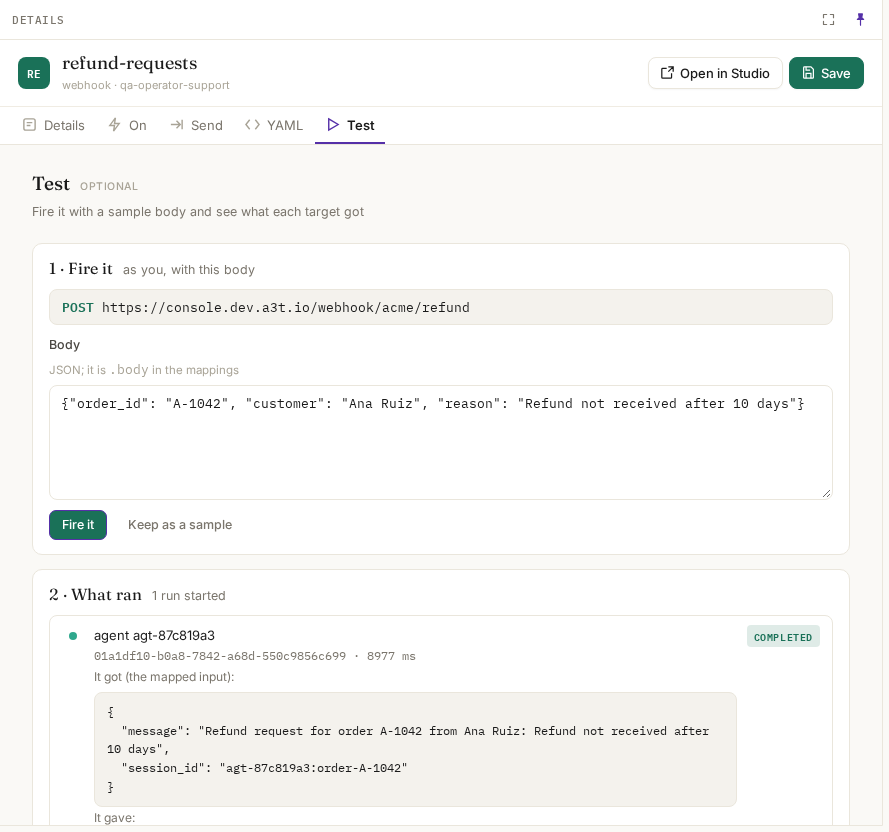 DETAILS
RE
refund-requests
webhook · qa-operator-support
Open in Studio
Save
Details
On
Send
YAML
Test
Test OPTIONAL
Fire it with a sample body and see what each target got
1 · Fire it as you, with this body
POST https://console.dev.a3t.io/webhook/acme/refund
Body
JSON; it is .body in the mappings
{"order_id": "A-1042", "customer": "Ana Ruiz", "reason": "Refund not received after 10 days"}
Fire it
Keep as a sample
2 · What ran 1 run started
agent agt-87c819a3
COMPLETED
01a1df10-b0a8-7842-a68d-550c9856c699 · 8977 ms
It got (the mapped input):
{
"message": "Refund request for order A-1042 from Ana Ruiz: Refund not received after
10 days",
"session_id": "agt-87c819a3:order-A-1042"
}
It gave: